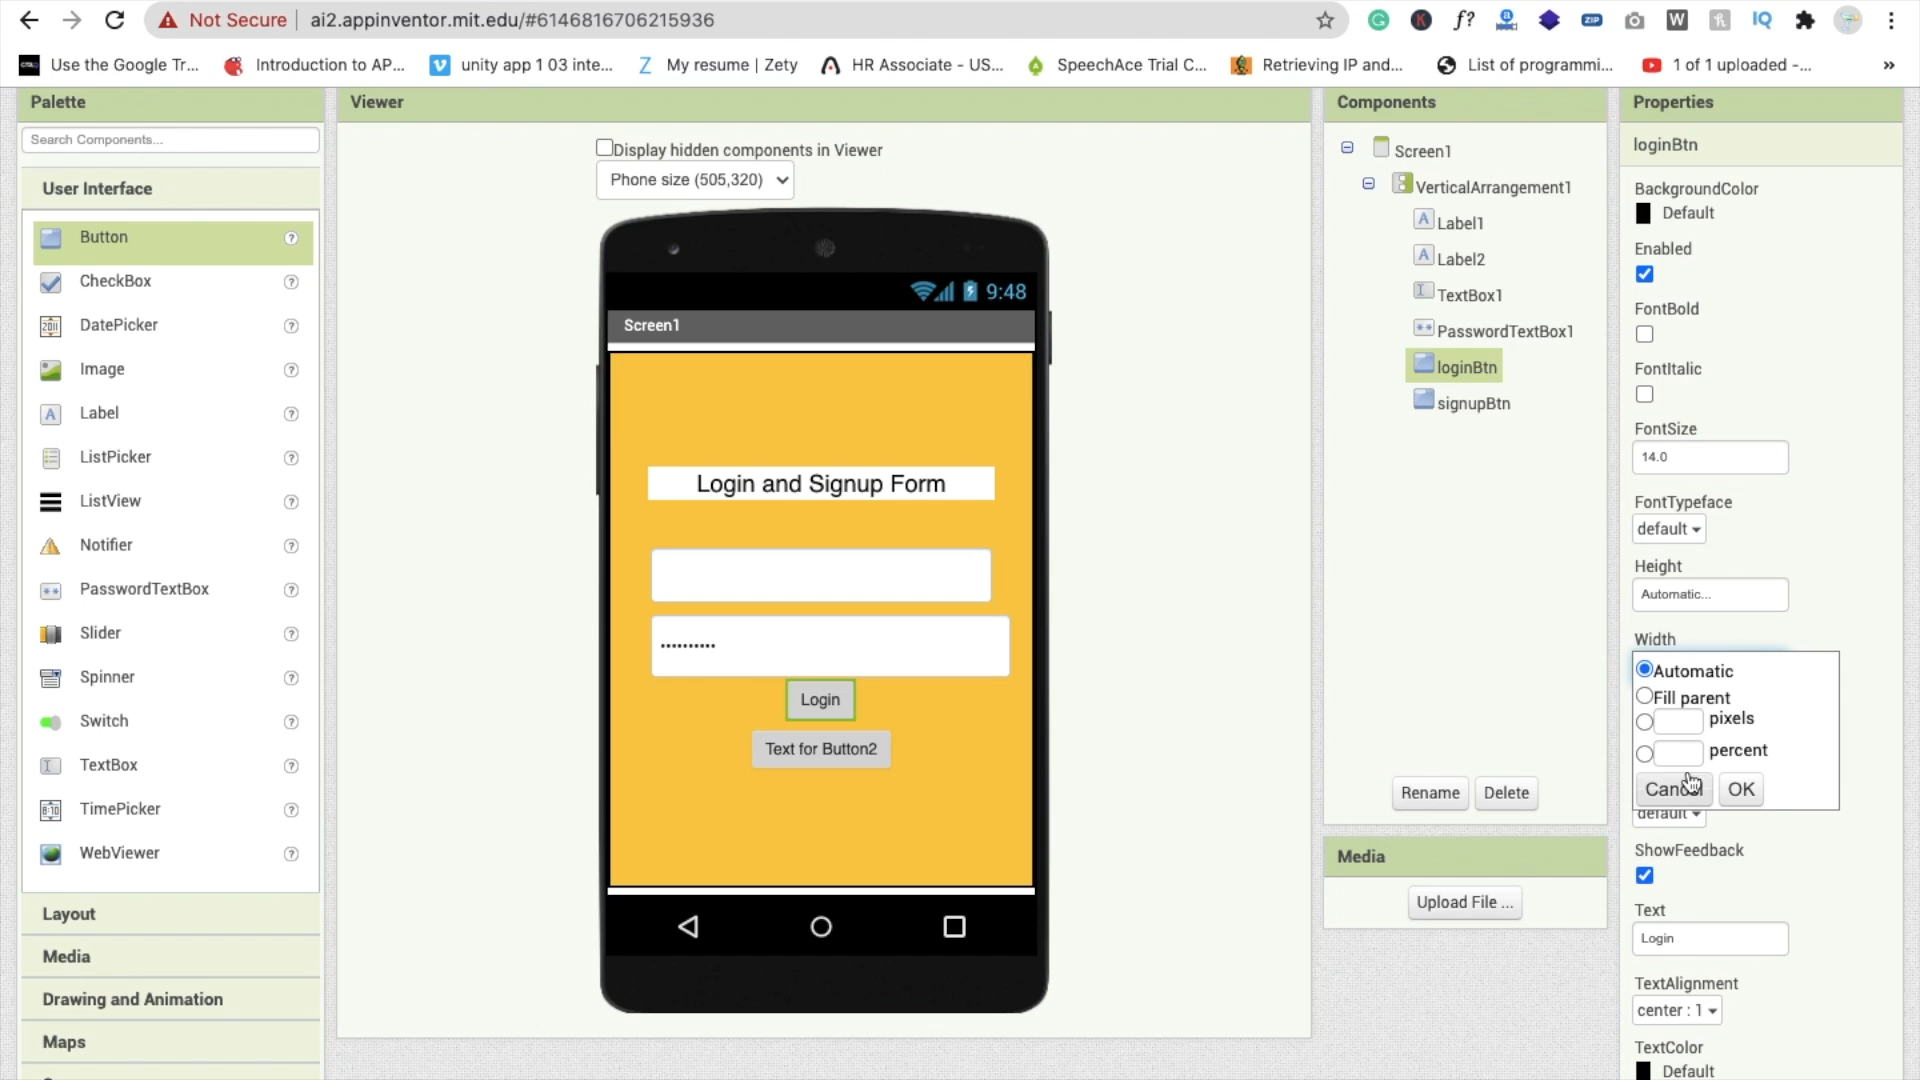 Not Secure
ai2.appinventor.mit.edu/#6146816706215936
Use the Google Tr...
Introduction to AP...
unity app 1 03 inte...
My resume | Zety
HR Associate - US...
SpeechAce Trial C...
Retrieving IP and...
List of programmi...
1 of 1 uploaded -...
»
Palette
Search Components...
User Interface
Button
CheckBox
DatePicker
Image
Label
ListPicker
ListView
Notifier
PasswordTextBox
Slider
Spinner
Switch
TextBox
TimePicker
WebViewer
Layout
Media
Drawing and Animation
Maps
Viewer
Display hidden components in Viewer
Phone size (505,320)
9:48
Screen1
Login and Signup Form
••••••••••
Login
Text for Button2
Components
Screen1
VerticalArrangement1
Label1
Label2
TextBox1
PasswordTextBox1
loginBtn
signupBtn
Rename
Delete
Media
Upload File ...
Properties
loginBtn
BackgroundColor
Default
Enabled
FontBold
FontItalic
FontSize
14.0
FontTypeface
default
Height
Automatic...
Width
Automatic
Fill parent
pixels
percent
Cancel
OK
default
ShowFeedback
Text
Login
TextAlignment
center : 1
TextColor
Default